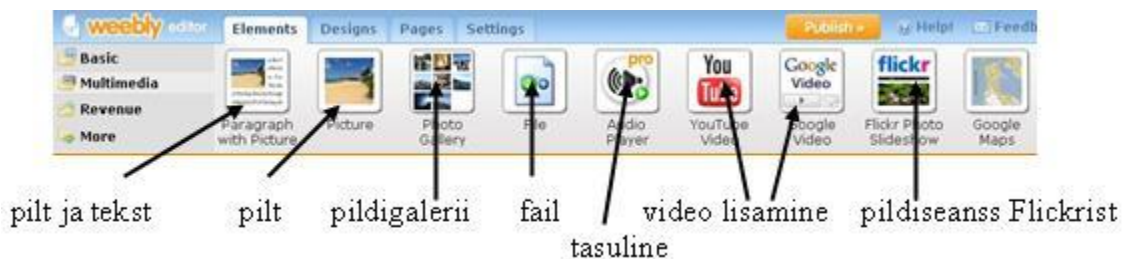 weebly editor Elements Designs Pages Settings Publish » Help! Feedb
Basic
Multimedia
Revenue
More
pro
You
Tube
Google
Video
flickr
Paragraph
with Picture
Picture
Photo
Gallery
File
Audio
Player
YouTube
Video
Google
Video
Flickr Photo
Slideshow
Google
Maps
pilt ja tekst pilt pildigalerii fail video lisamine pildiseanss Flickrist
tasuline